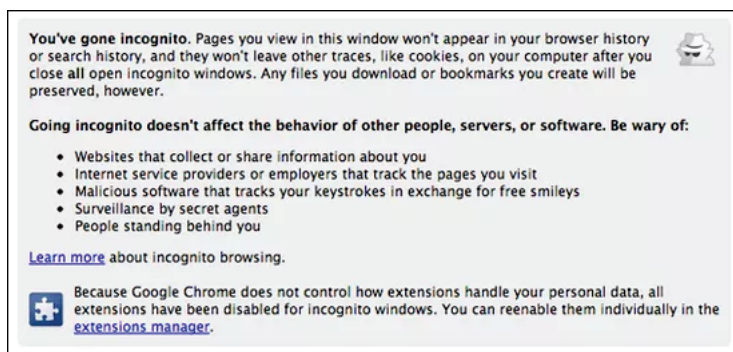 You've gone incognito. Pages you view in this window won't appear in your browser history
or search history, and they won't leave other traces, like cookies, on your computer after you
close all open incognito windows. Any files you download or bookmarks you create will be
preserved, however.
Going incognito doesn't affect the behavior of other people, servers, or software. Be wary of:
• Websites that collect or share information about you
• Internet service providers or employers that track the pages you visit
• Malicious software that tracks your keystrokes in exchange for free smileys
• Surveillance by secret agents
• People standing behind you
Learn more about incognito browsing.
Because Google Chrome does not control how extensions handle your personal data, all
extensions have been disabled for incognito windows. You can reenable them individually in the
extensions manager.